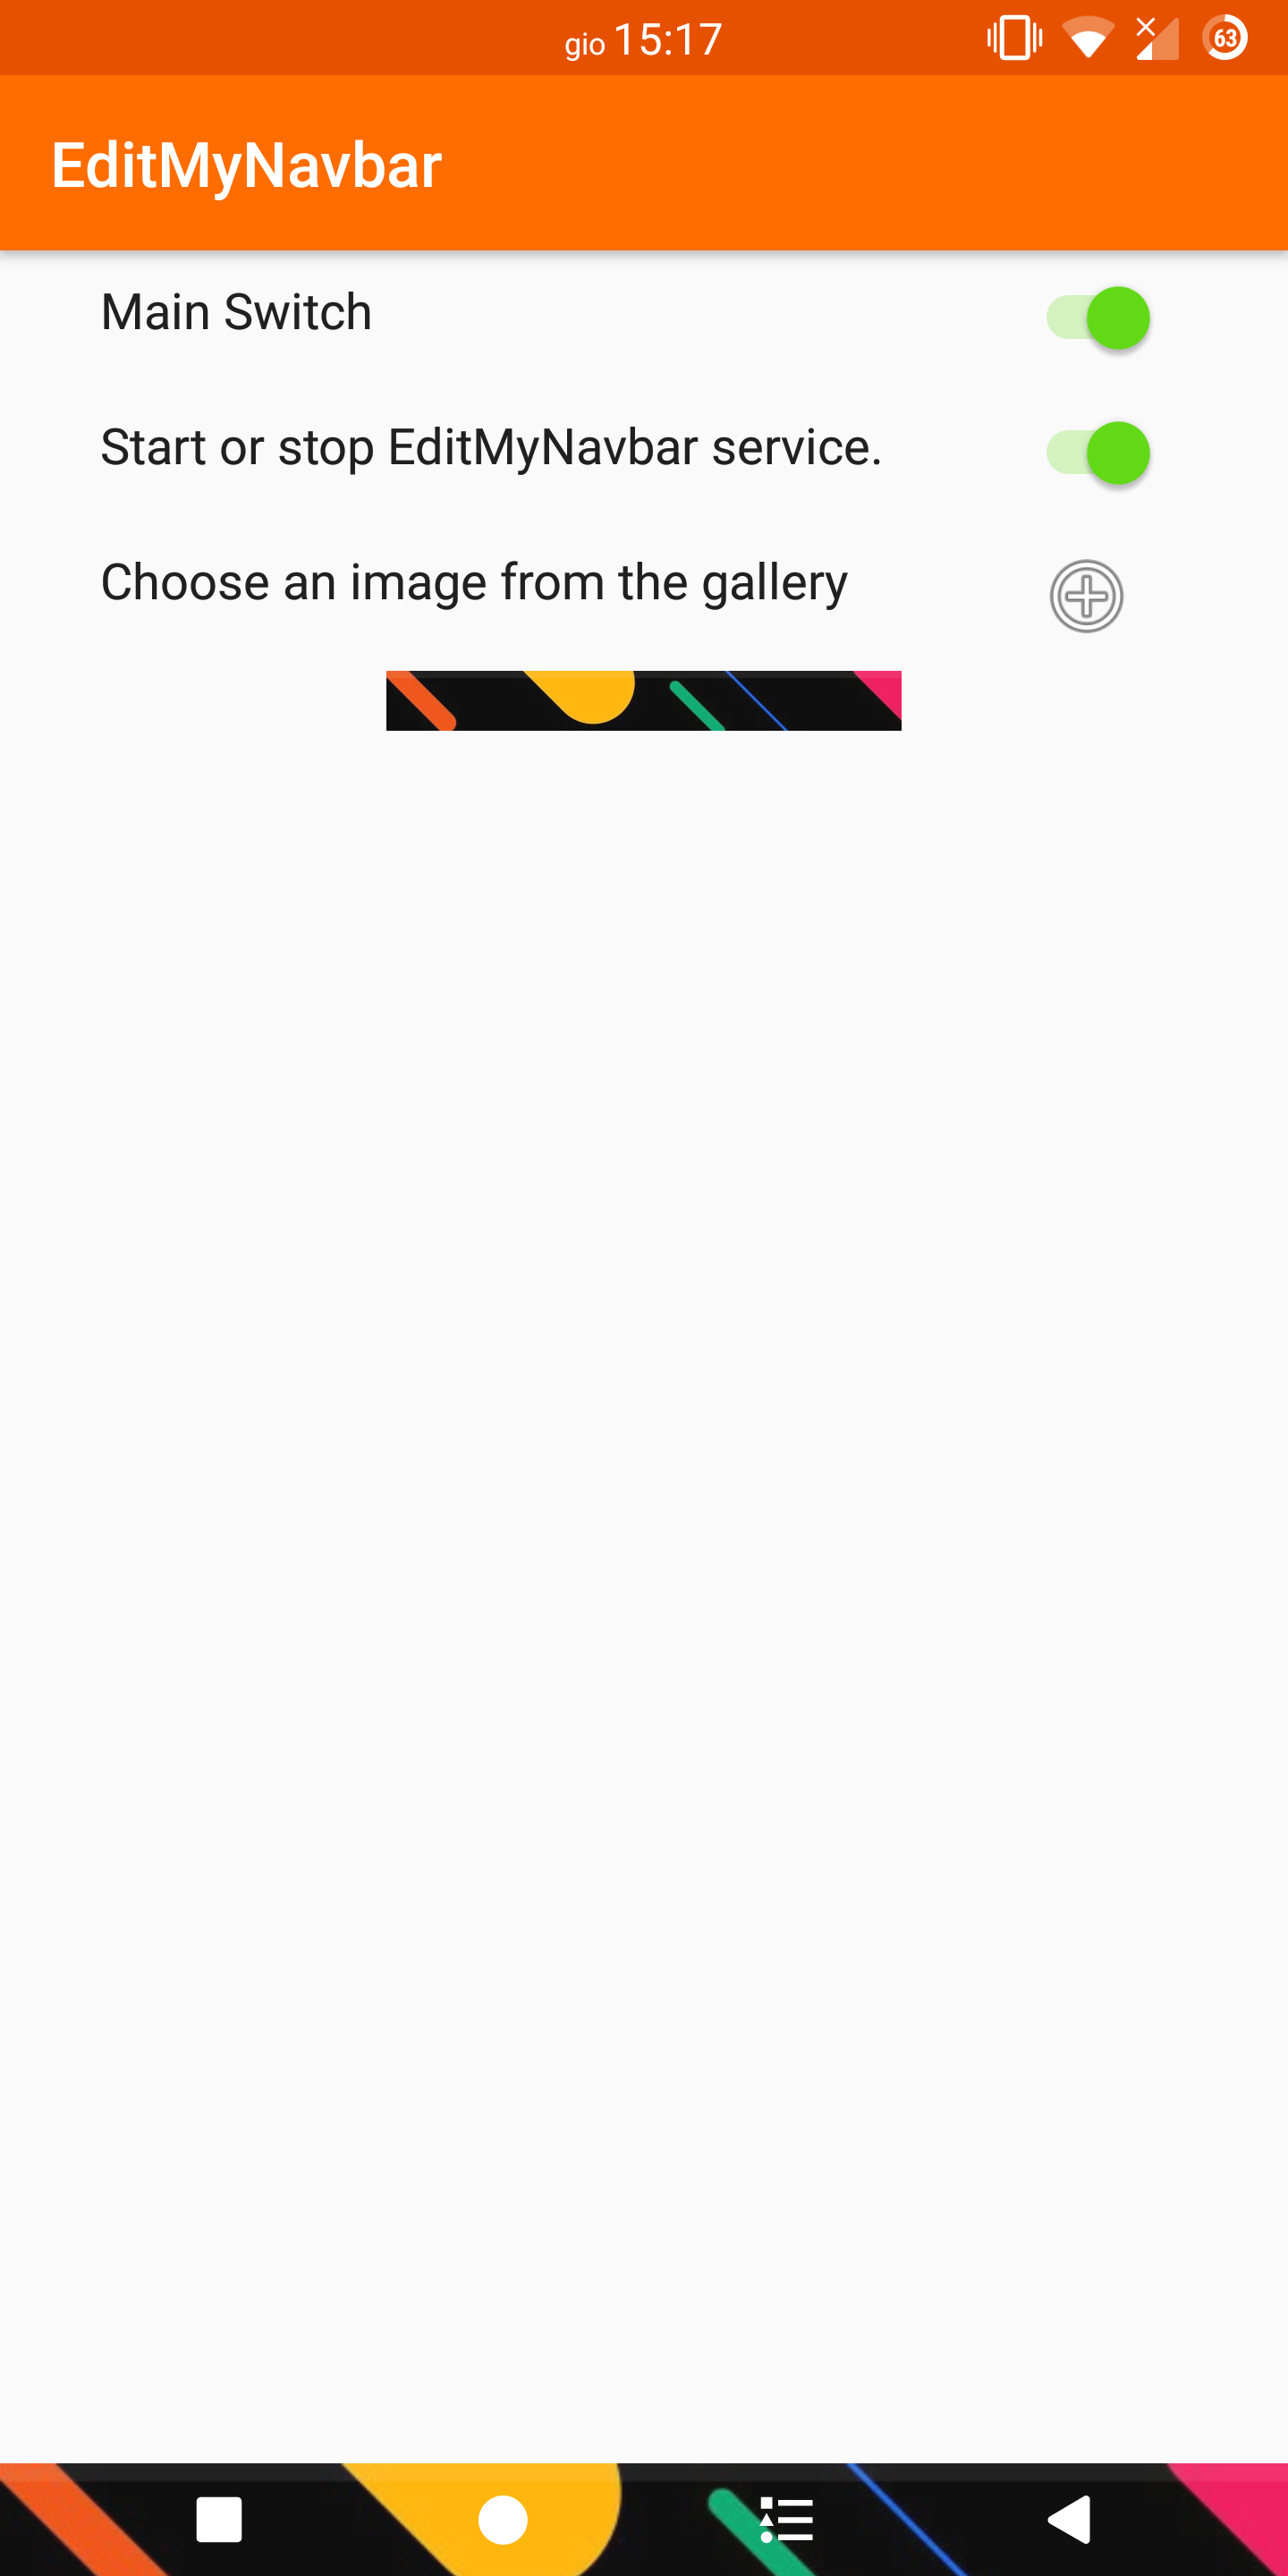 gio 15:17 63
EditMyNavbar
Main Switch
Start or stop EditMyNavbar service.
Choose an image from the gallery